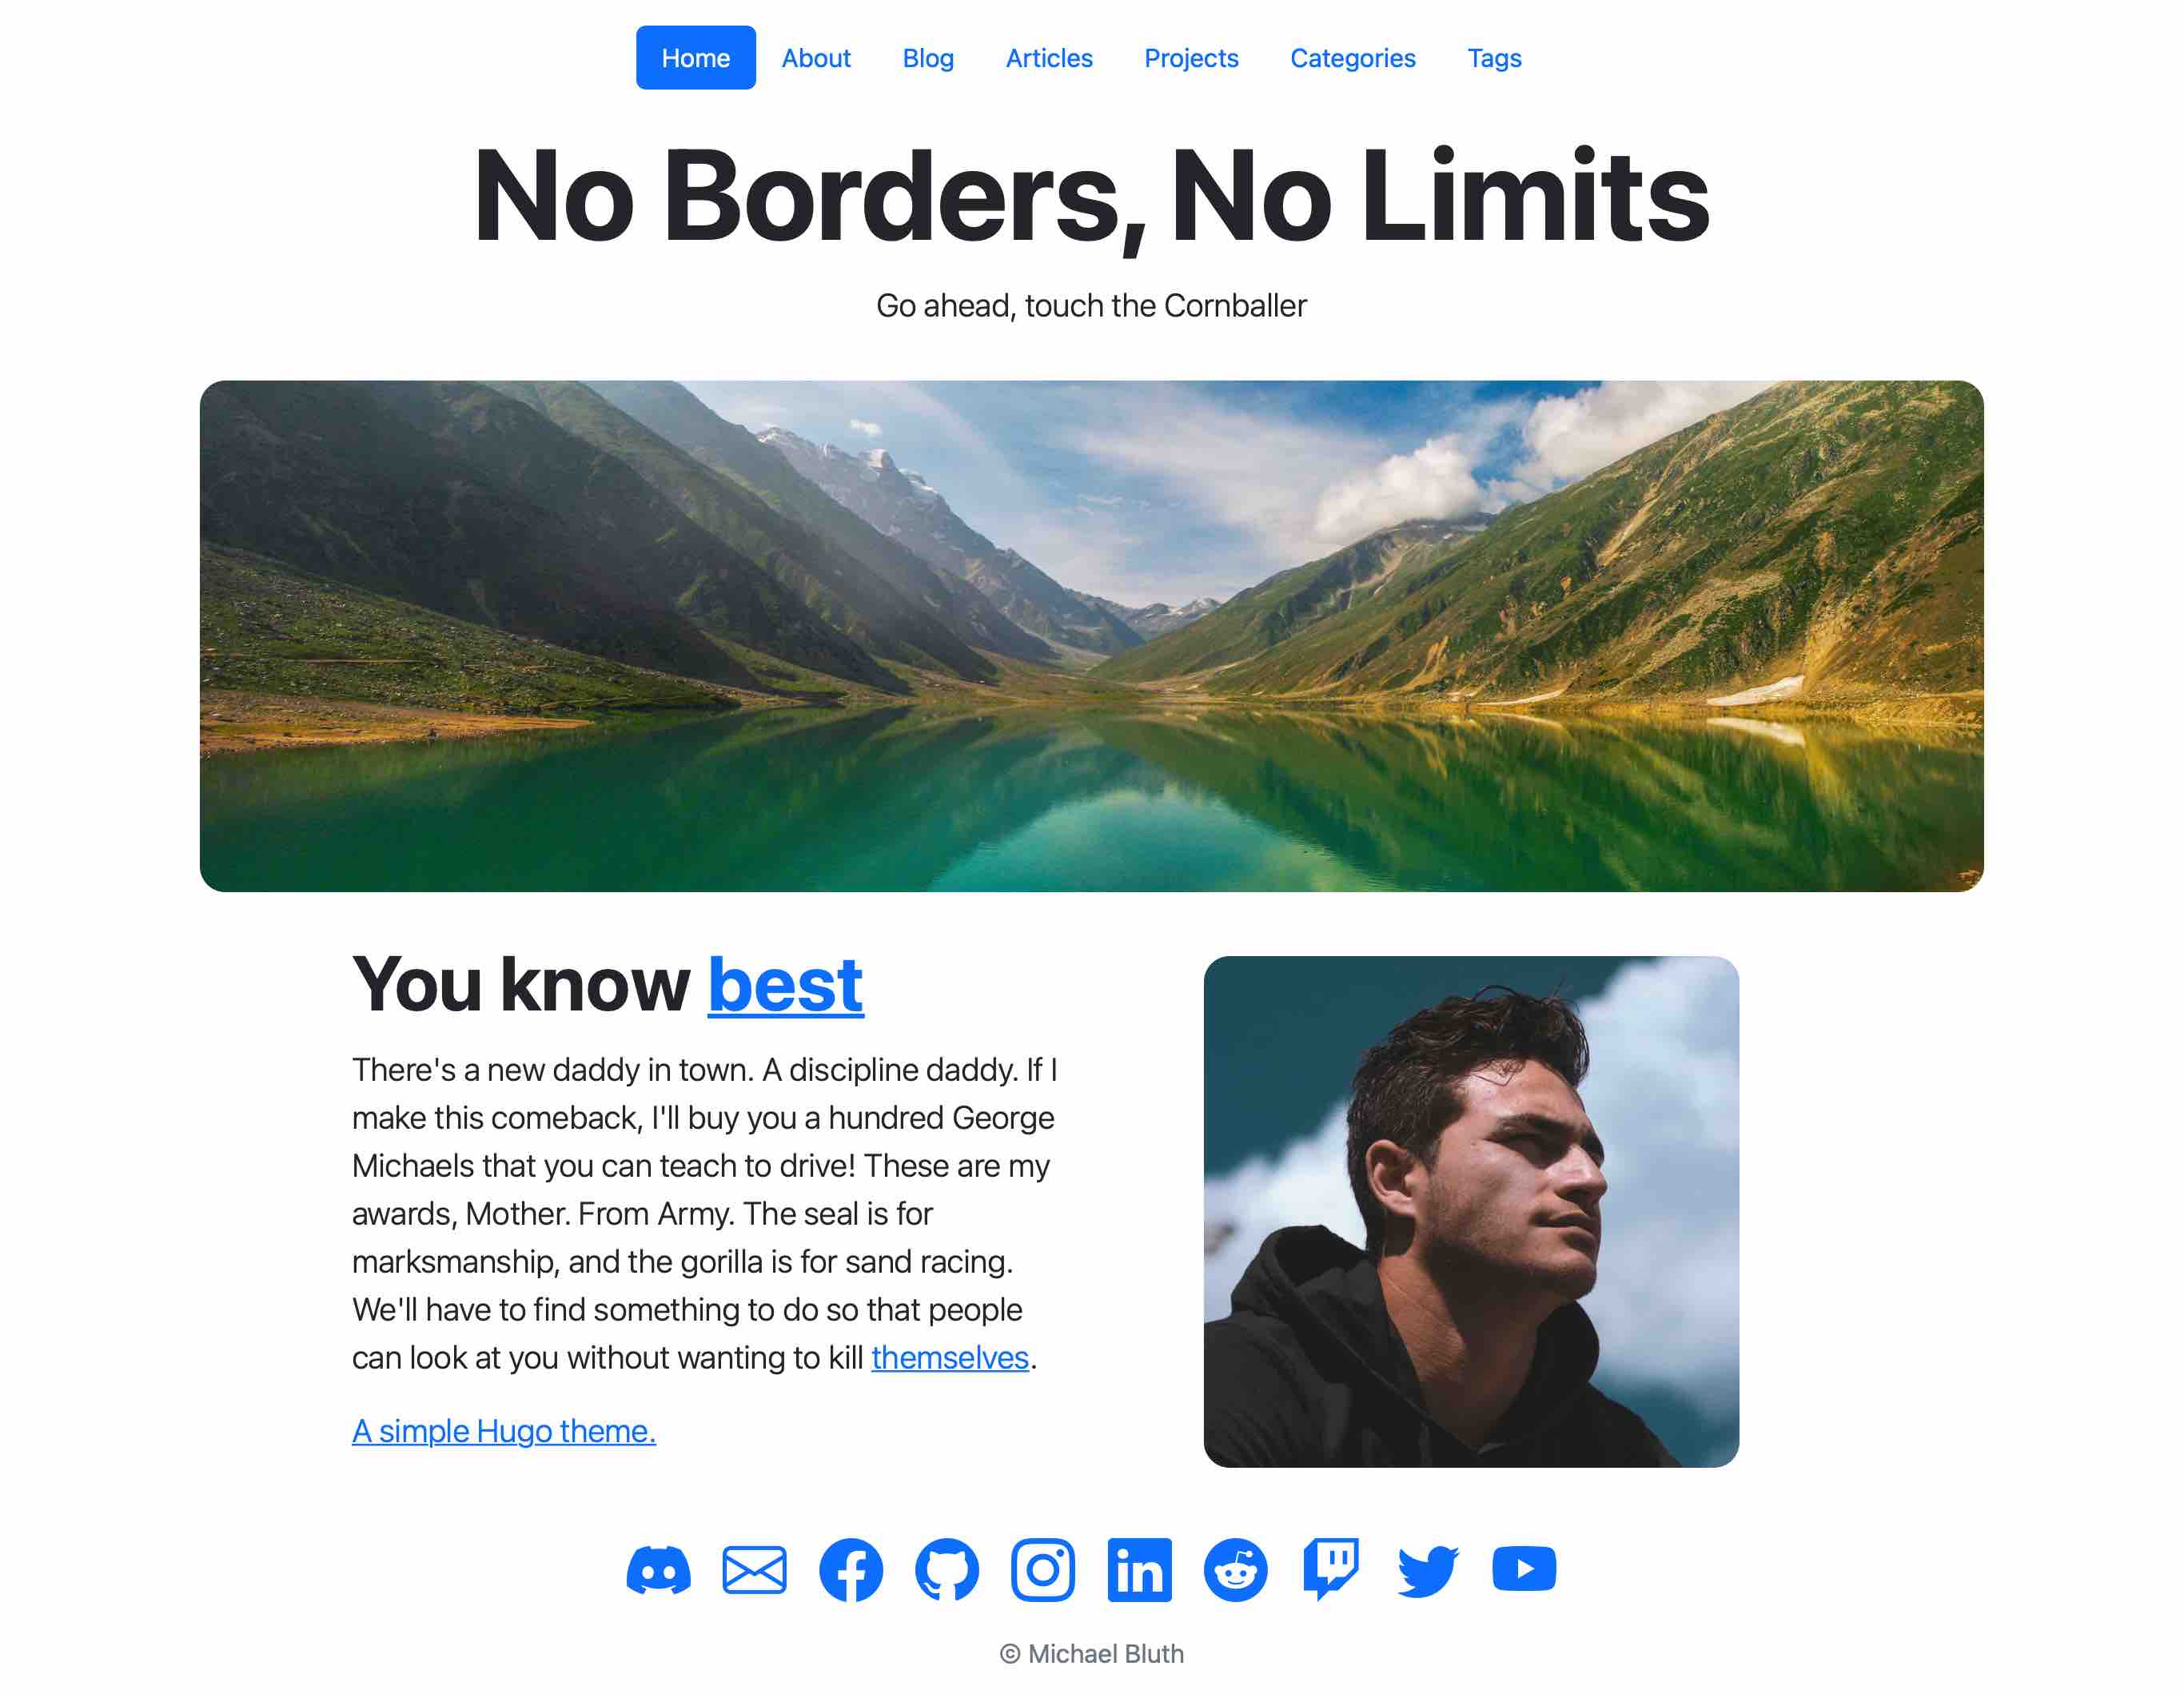 Home About Blog Articles Projects Categories Tags
No Borders, No Limits
Go ahead, touch the Cornballer
You know best
There's a new daddy in town. A discipline daddy. If I
make this comeback, I'll buy you a hundred George
Michaels that you can teach to drive! These are my
awards, Mother. From Army. The seal is for
marksmanship, and the gorilla is for sand racing.
We'll have to find something to do so that people
can look at you without wanting to kill themselves.
A simple Hugo theme.
in
© Michael Bluth